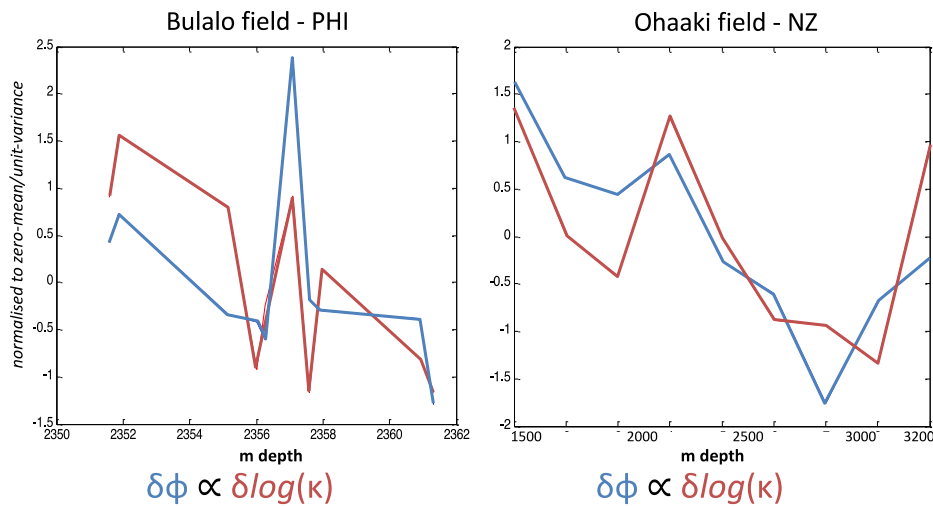 Bulalo field - PHI
normalised to zero-mean/unit-variance
2.5
2
1.5
1
0.5
0
-0.5
-1
-1.5
2350 2352 2354 2356 2358 2360 2362
m depth
δϕ ∝ δlog(κ)
Ohaaki field - NZ
2
1.5
1
0.5
0
-0.5
-1
-1.5
-2
1500 2000 2500 3000 3200
m depth
δϕ ∝ δlog(κ)